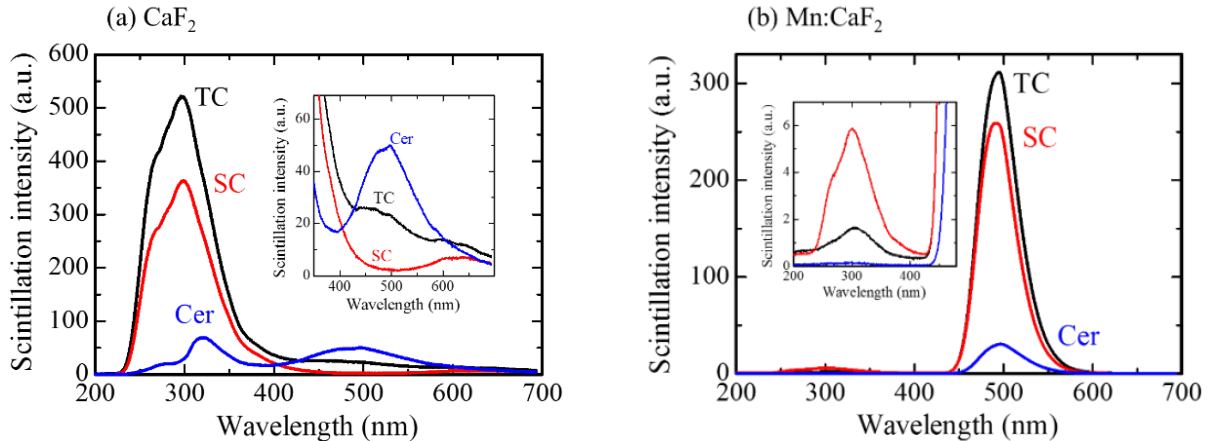 (a) CaF2
Scintillation intensity (a.u.)
600
500
400
300
200
100
0
200 300 400 500 600 700
Wavelength (nm)
TC
SC
Cer
Scintillation intensity (a.u.)
60
40
20
0
400 500 600
Wavelength (nm)
Cer
TC
SC
(b) Mn:CaF2
Scintillation intensity (a.u.)
300
200
100
0
200 300 400 500 600 700
Wavelength (nm)
TC
SC
Cer
Scintillation intensity (a.u.)
6
4
2
0
200 300 400
Wavelength (nm)